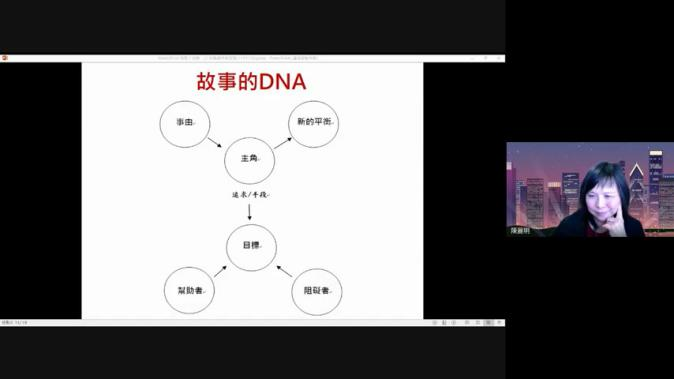 故事的DNA
事由
新的平衡
主角
追求/手段
目標
幫助者
阻礙者
陳麗明